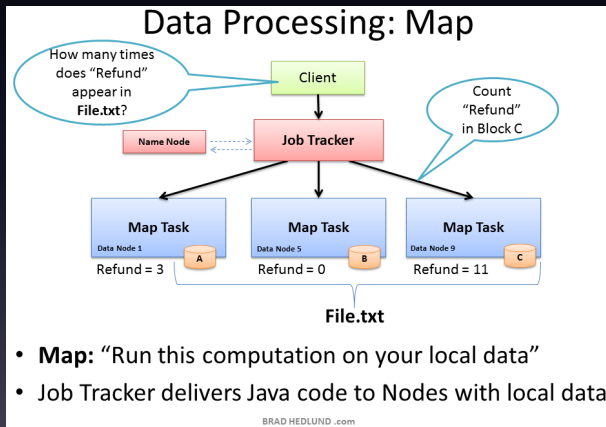 Data Processing: Map
How many times
does “Refund”
appear in
File.txt?
Client
Count
“Refund”
in Block C
Name Node
Job Tracker
Map Task
Data Node 1
A
Refund = 3
Map Task
Data Node 5
B
Refund = 0
Map Task
Data Node 9
C
Refund = 11
File.txt
• Map: “Run this computation on your local data”
• Job Tracker delivers Java code to Nodes with local data
BRAD HEDLUND .com